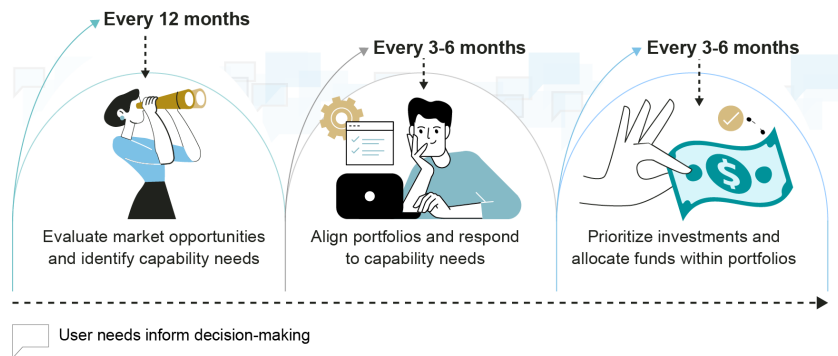 Every 12 months
Every 3-6 months
Every 3-6 months
Evaluate market opportunities
and identify capability needs
Align portfolios and respond
to capability needs
Prioritize investments and
allocate funds within portfolios
User needs inform decision-making